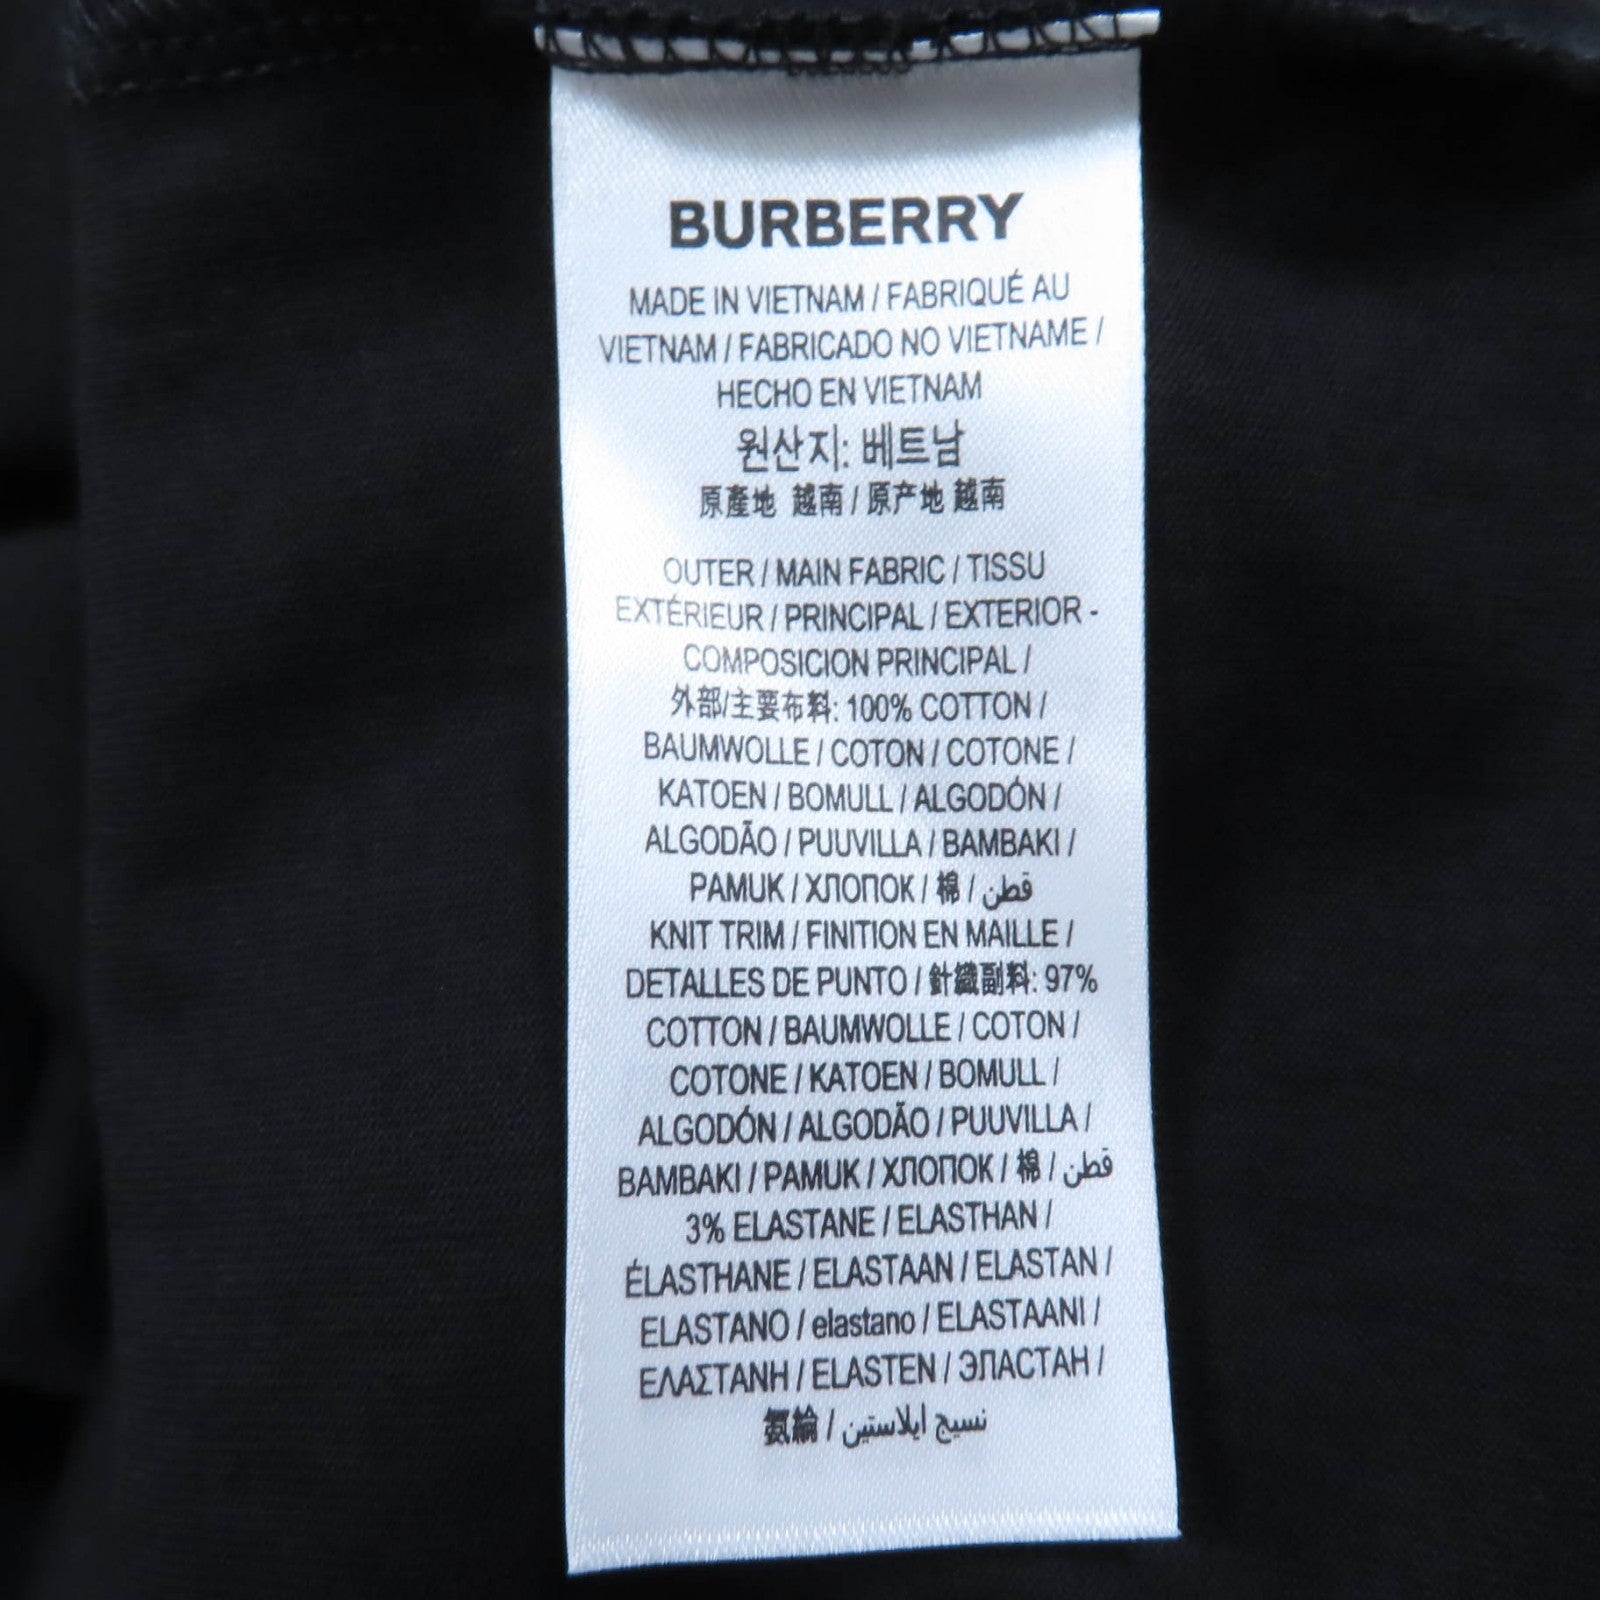 BURBERRY
MADE IN VIETNAM / FABRIQUÉ AU
VIETNAM / FABRICADO NO VIETNAME /
HECHO EN VIETNAM
원산지: 베트남
原產地 越南 / 原产地 越南
OUTER / MAIN FABRIC / TISSU
EXTÉRIEUR / PRINCIPAL / EXTERIOR -
COMPOSICION PRINCIPAL /
外部/主要布料: 100% COTTON /
BAUMWOLLE / COTON / COTONE /
KATOEN / BOMULL / ALGODÓN /
ALGODÃO / PUUVILLA / BAMBAKI /
PAMUK / ХЛОПОК / 棉 / قطن
KNIT TRIM / FINITION EN MAILLE /
DETALLES DE PUNTO / 針織副料: 97%
COTTON / BAUMWOLLE / COTON /
COTONE / KATOEN / BOMULL /
ALGODÓN / ALGODÃO / PUUVILLA /
BAMBAKI / PAMUK / ХЛОПОК / 棉 / قطن
3% ELASTANE / ELASTHAN /
ÉLASTHANE / ELASTAAN / ELASTAN /
ELASTANO / elastano / ELASTAANI /
ΕΛΑΣΤΑΝΗ / ELASTEN / ЭЛАСТАН /
氨綸 / نسيج ايلاستين